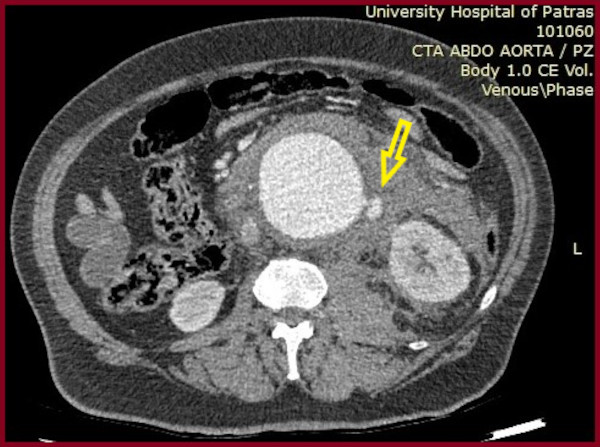 University Hospital of Patras
101060
CTA ABDO AORTA / PZ
Body 1.0 CE Vol.
Venous\Phase
L